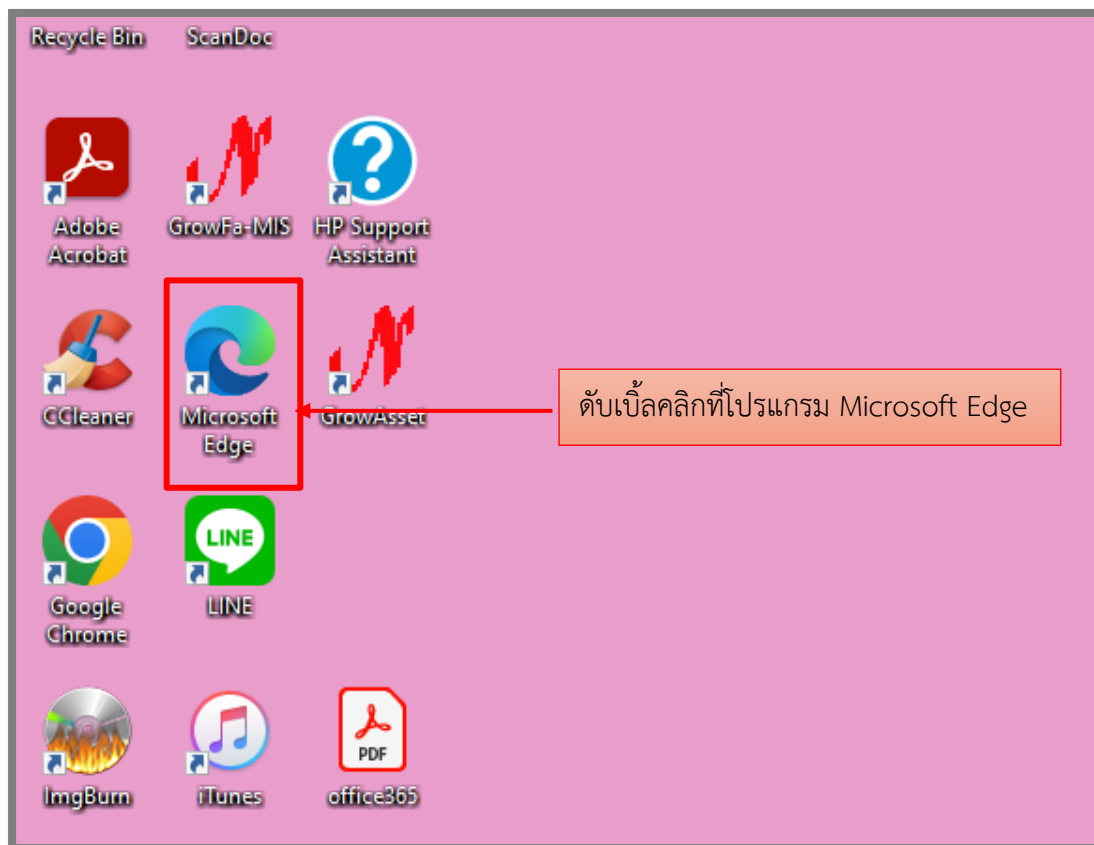 Recycle Bin
ScanDoc
Adobe
Acrobat
GrowFa-MIS
HP Support
Assistant
CCleaner
Microsoft
Edge
GrowAsset
ดับเบิ้ลคลิกที่โปรแกรม Microsoft Edge
Google
Chrome
LINE
LINE
ImgBurn
iTunes
PDF
office365